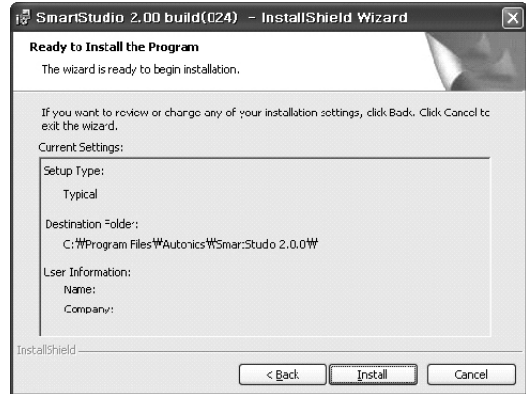 SmartStudio 2.00 build(024) - InstallShield Wizard
Ready to Install the Program
The wizard is ready to begin installation.
If you want to review or change any of your installation settings, click Back. Click Cancel to
exit the wizard.
Current Settings:
Setup Type:
Typical
Destination Folder:
C:₩Program Files₩Autonics₩SmartStudio 2.0.0₩
User Information:
Name:
Company:
InstallShield
< Back
Install
Cancel